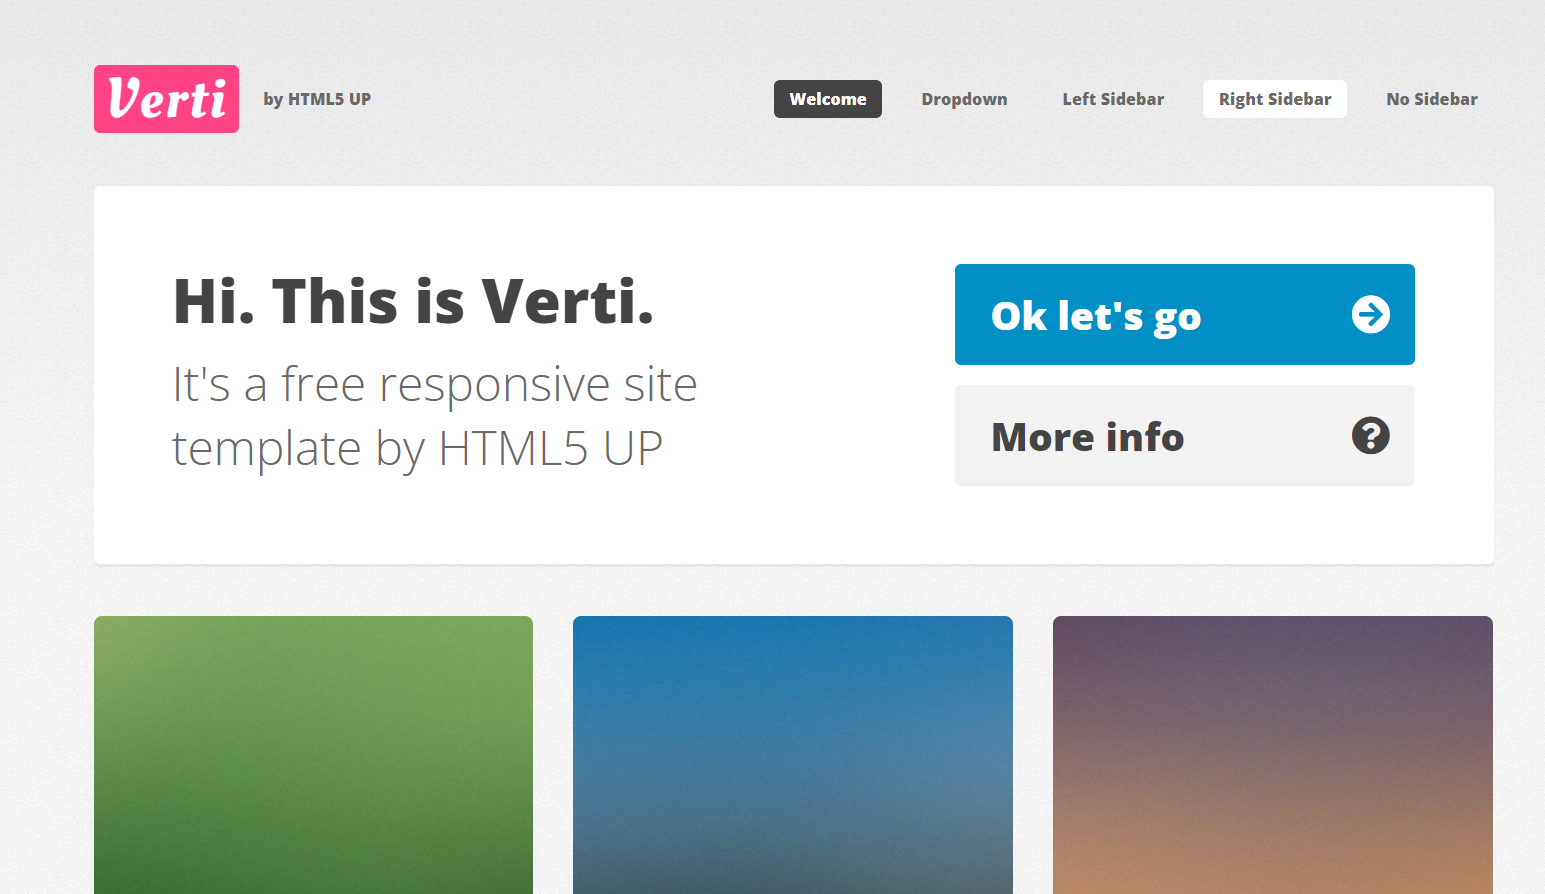 Verti
by HTML5 UP
Welcome
Dropdown
Left Sidebar
Right Sidebar
No Sidebar
Hi. This is Verti.
It's a free responsive site
template by HTML5 UP
Ok let's go
More info